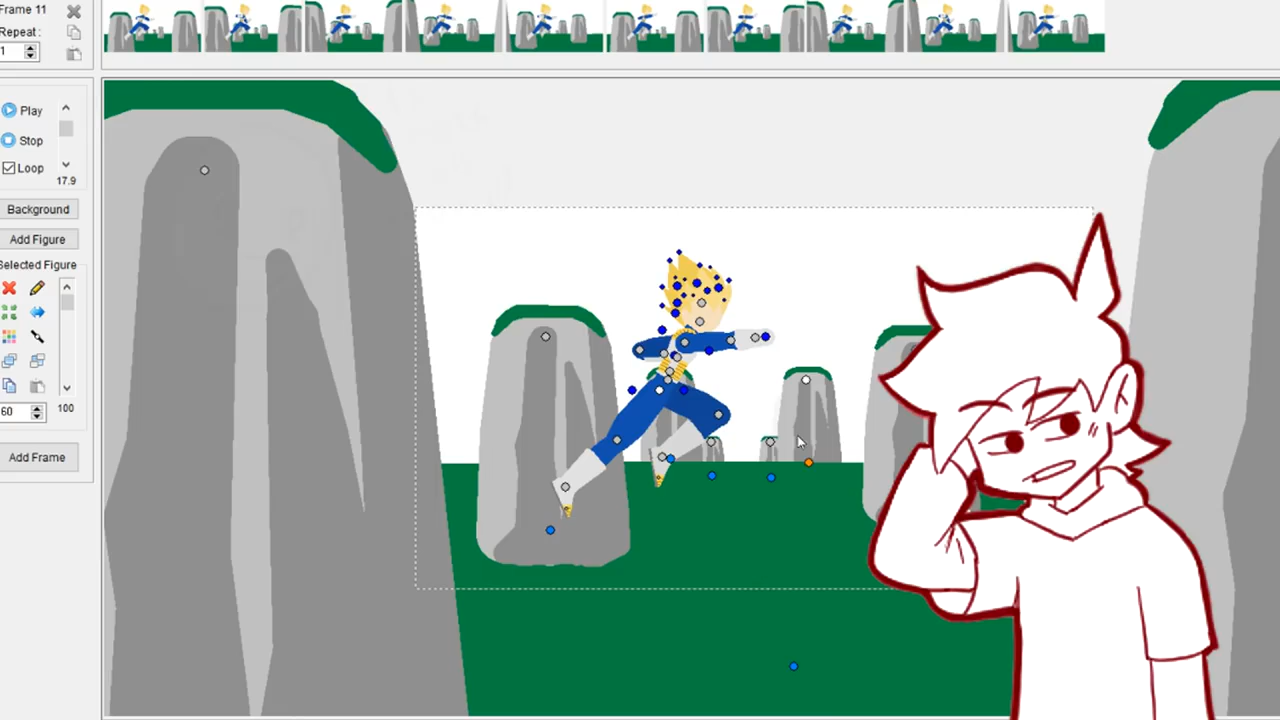 Frame 11
Repeat :
1
Play
Stop
Loop
17.9
Background
Add Figure
Selected Figure
60
100
Add Frame